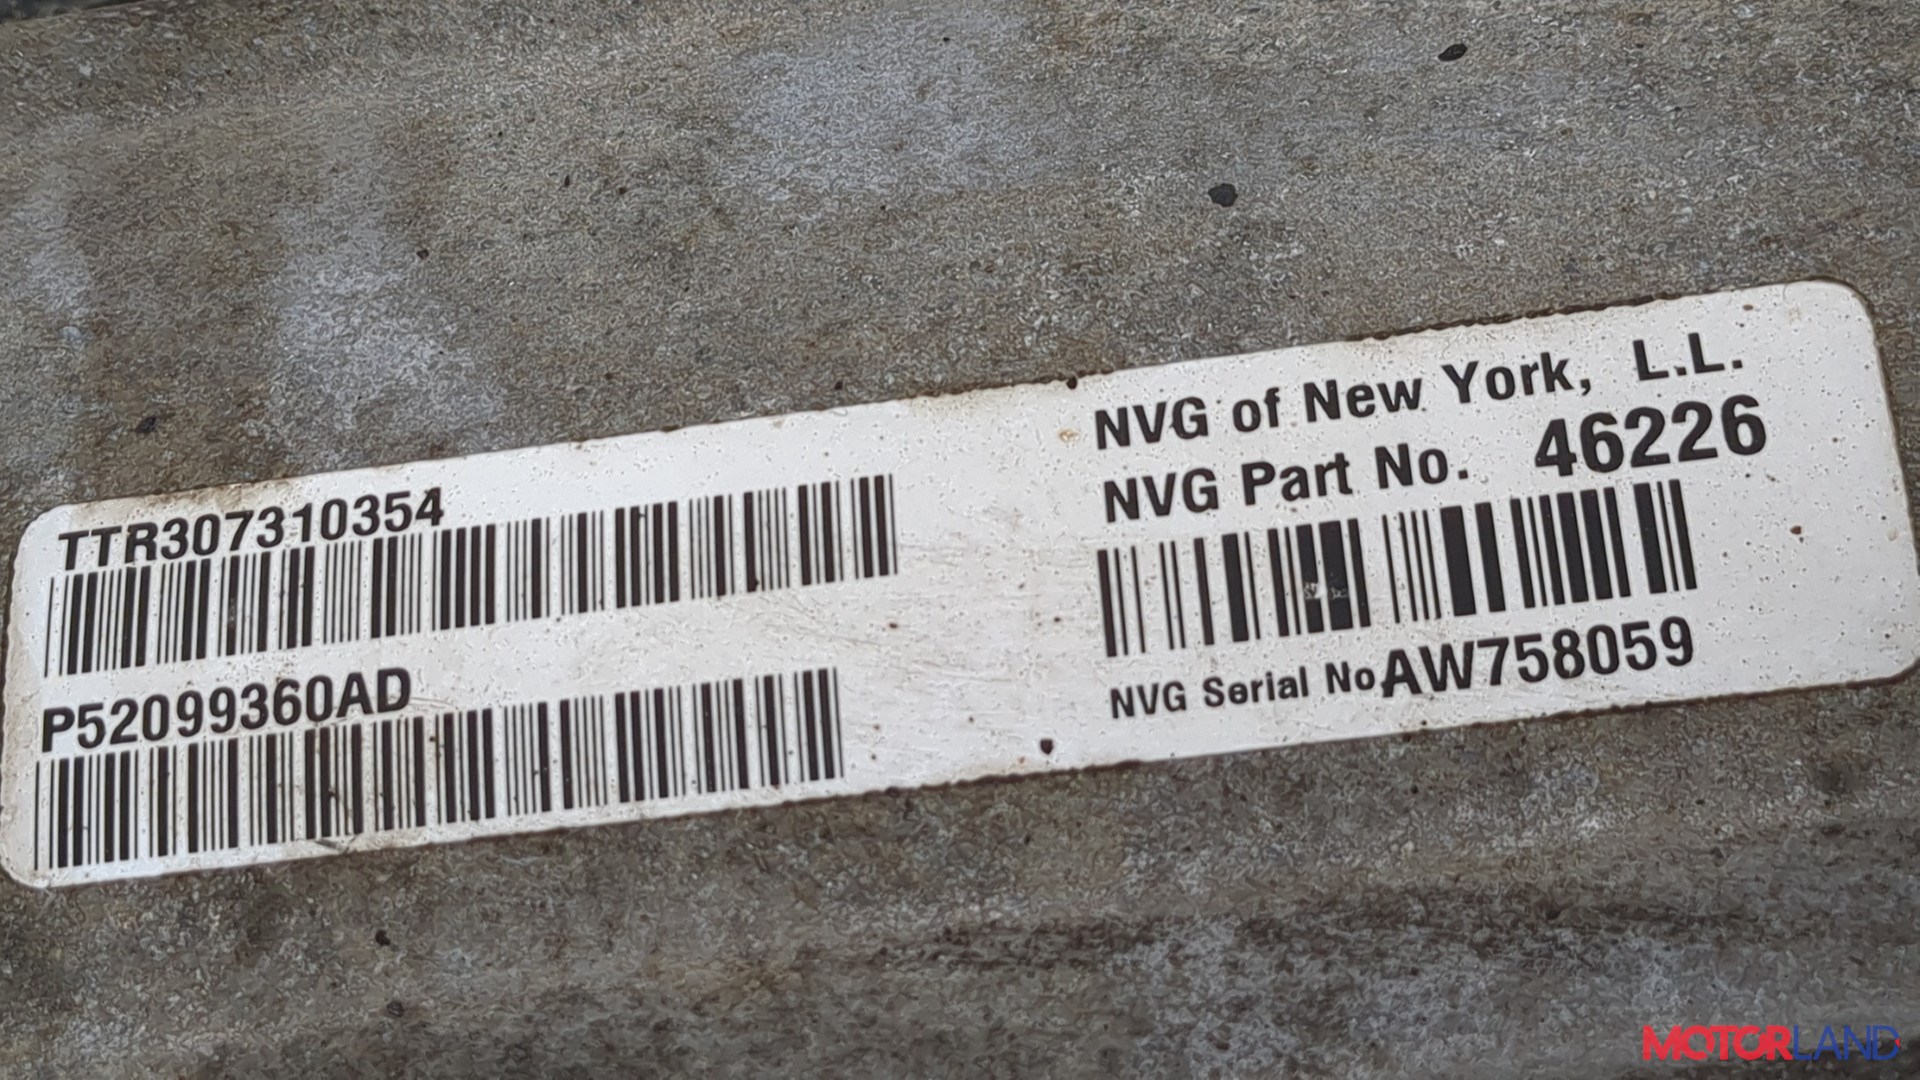 TTR307310354
P52099360AD
NVG of New York, L.L.
NVG Part No. 46226
NVG Serial No.AW758059
MOTORLAND